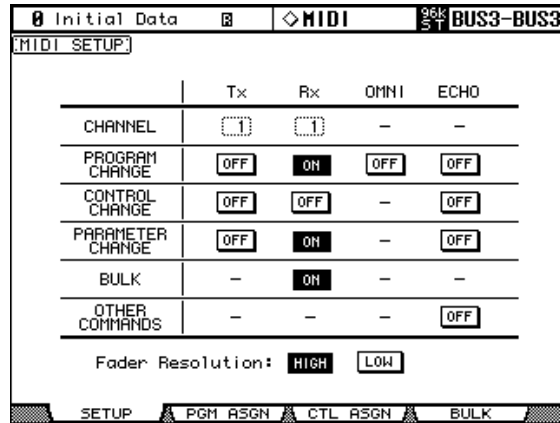 0 Initial Data R ◇MIDI 96k ST BUS3-BUS3
MIDI SETUP
Tx Rx OMNI ECHO
CHANNEL 1 1 – –
PROGRAM CHANGE OFF ON OFF OFF
CONTROL CHANGE OFF OFF – OFF
PARAMETER CHANGE OFF ON – OFF
BULK – ON – –
OTHER COMMANDS – – – OFF
Fader Resolution: HIGH LOW
SETUP PGM ASGN CTL ASGN BULK